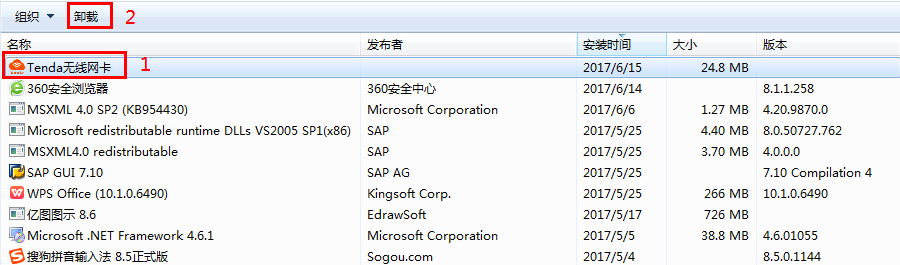 组织 卸载 2
名称 发布者 安装时间 大小 版本
Tenda无线网卡 1 2017/6/15 24.8 MB
360安全浏览器 360安全中心 2017/6/14 8.1.1.258
MSXML 4.0 SP2 (KB954430) Microsoft Corporation 2017/6/6 1.27 MB 4.20.9870.0
Microsoft redistributable runtime DLLs VS2005 SP1(x86) SAP 2017/5/25 4.40 MB 8.0.50727.762
MSXML4.0 redistributable SAP 2017/5/25 3.70 MB 4.0.0.0
SAP GUI 7.10 SAP AG 2017/5/25 7.10 Compilation 4
WPS Office (10.1.0.6490) Kingsoft Corp. 2017/5/25 266 MB 10.1.0.6490
亿图图示 8.6 EdrawSoft 2017/5/17 726 MB
Microsoft .NET Framework 4.6.1 Microsoft Corporation 2017/5/5 38.8 MB 4.6.01055
搜狗拼音输入法 8.5正式版 Sogou.com 2017/5/4 8.5.0.1144